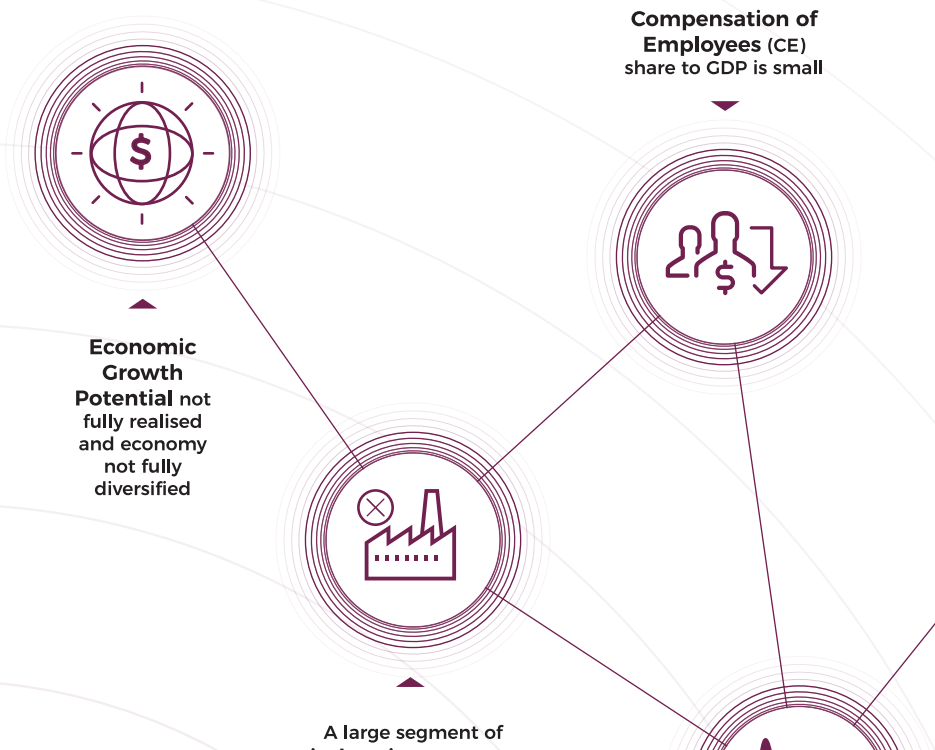 Compensation of
Employees (CE)
share to GDP is small
$
$
Economic
Growth
Potential not
fully realised
and economy
not fully
diversified
A large segment of